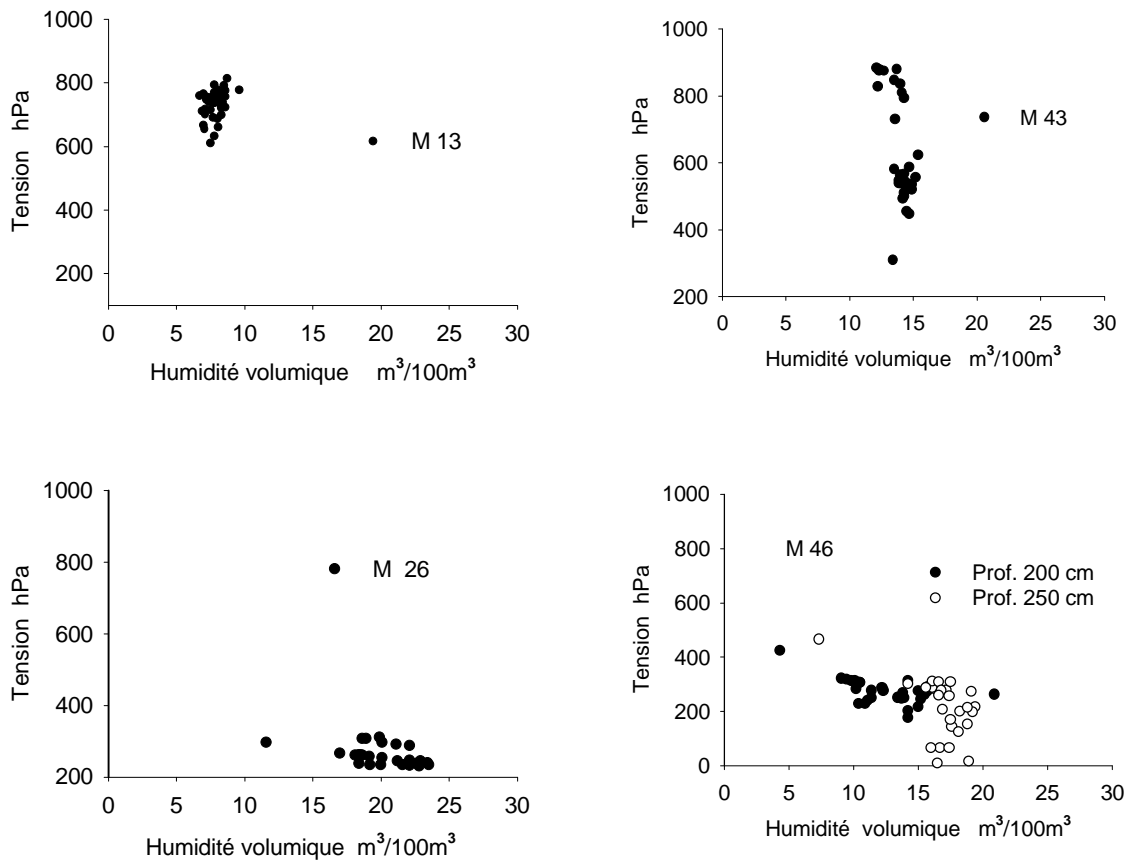 1000
800
600
400
200
Tension hPa
0 5 10 15 20 25 30
Humidité volumique m³/100m³
M 13
1000
800
600
400
200
Tension hPa
0 5 10 15 20 25 30
Humidité volumique m³/100m³
M 43
1000
800
600
400
200
Tension hPa
0 5 10 15 20 25 30
Humidité volumique m³/100m³
M 26
1000
800
600
400
200
0
Tension hPa
0 5 10 15 20 25 30
Humidité volumique m³/100m³
M 46
Prof. 200 cm
Prof. 250 cm